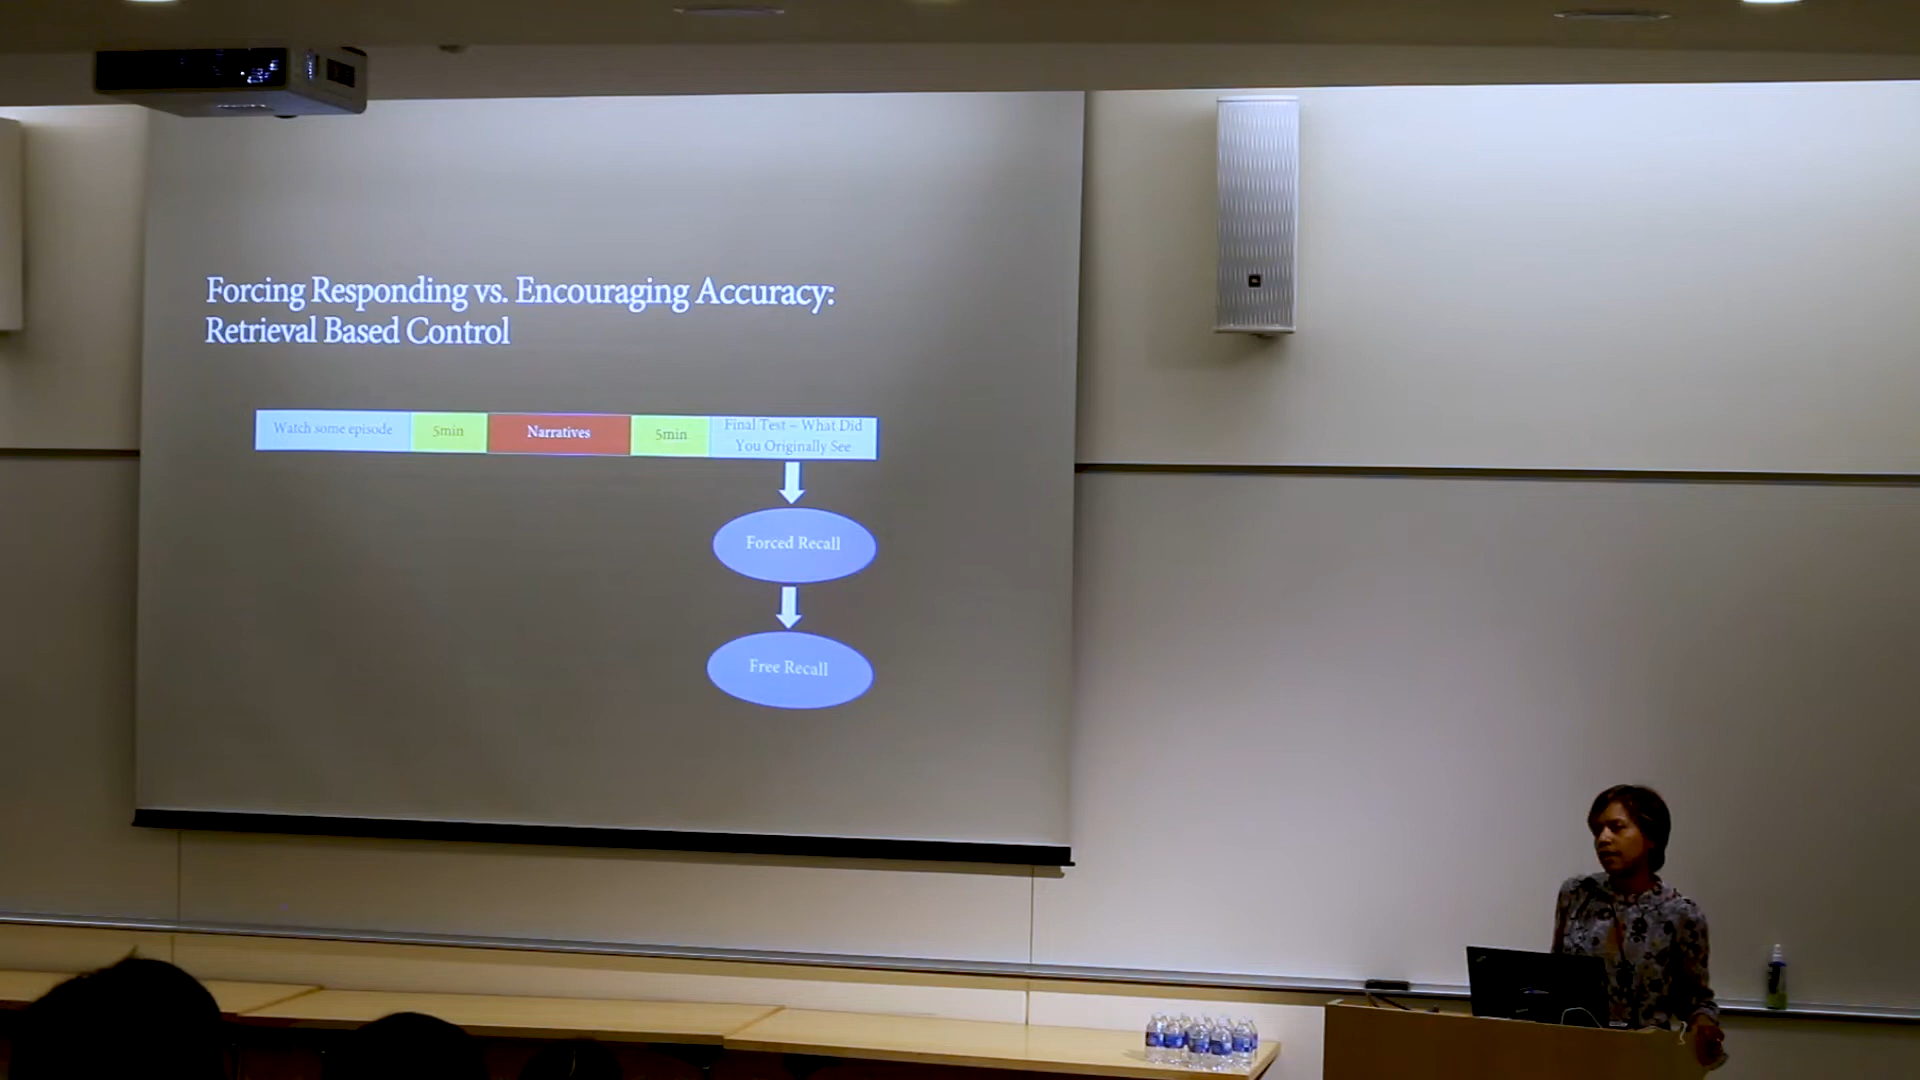 Forcing Responding vs. Encouraging Accuracy:
Retrieval Based Control
Watch some episode
5min
Narratives
5min
Final Test – What Did
You Originally See
Forced Recall
Free Recall